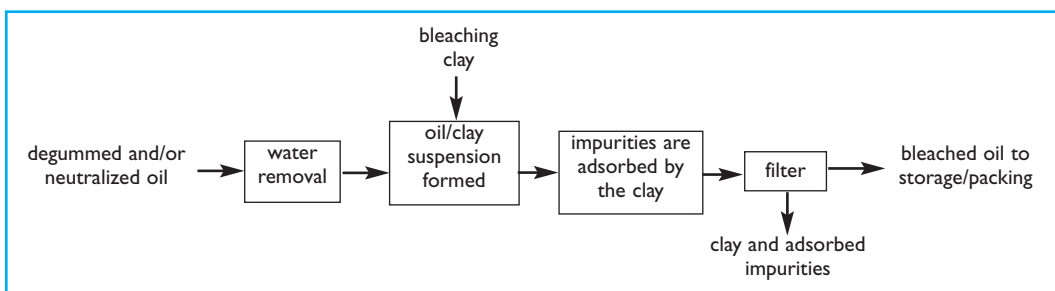 bleaching
clay
degummed and/or
neutralized oil
water
removal
oil/clay
suspension
formed
impurities are
adsorbed by
the clay
filter
bleached oil to
storage/packing
clay and adsorbed
impurities